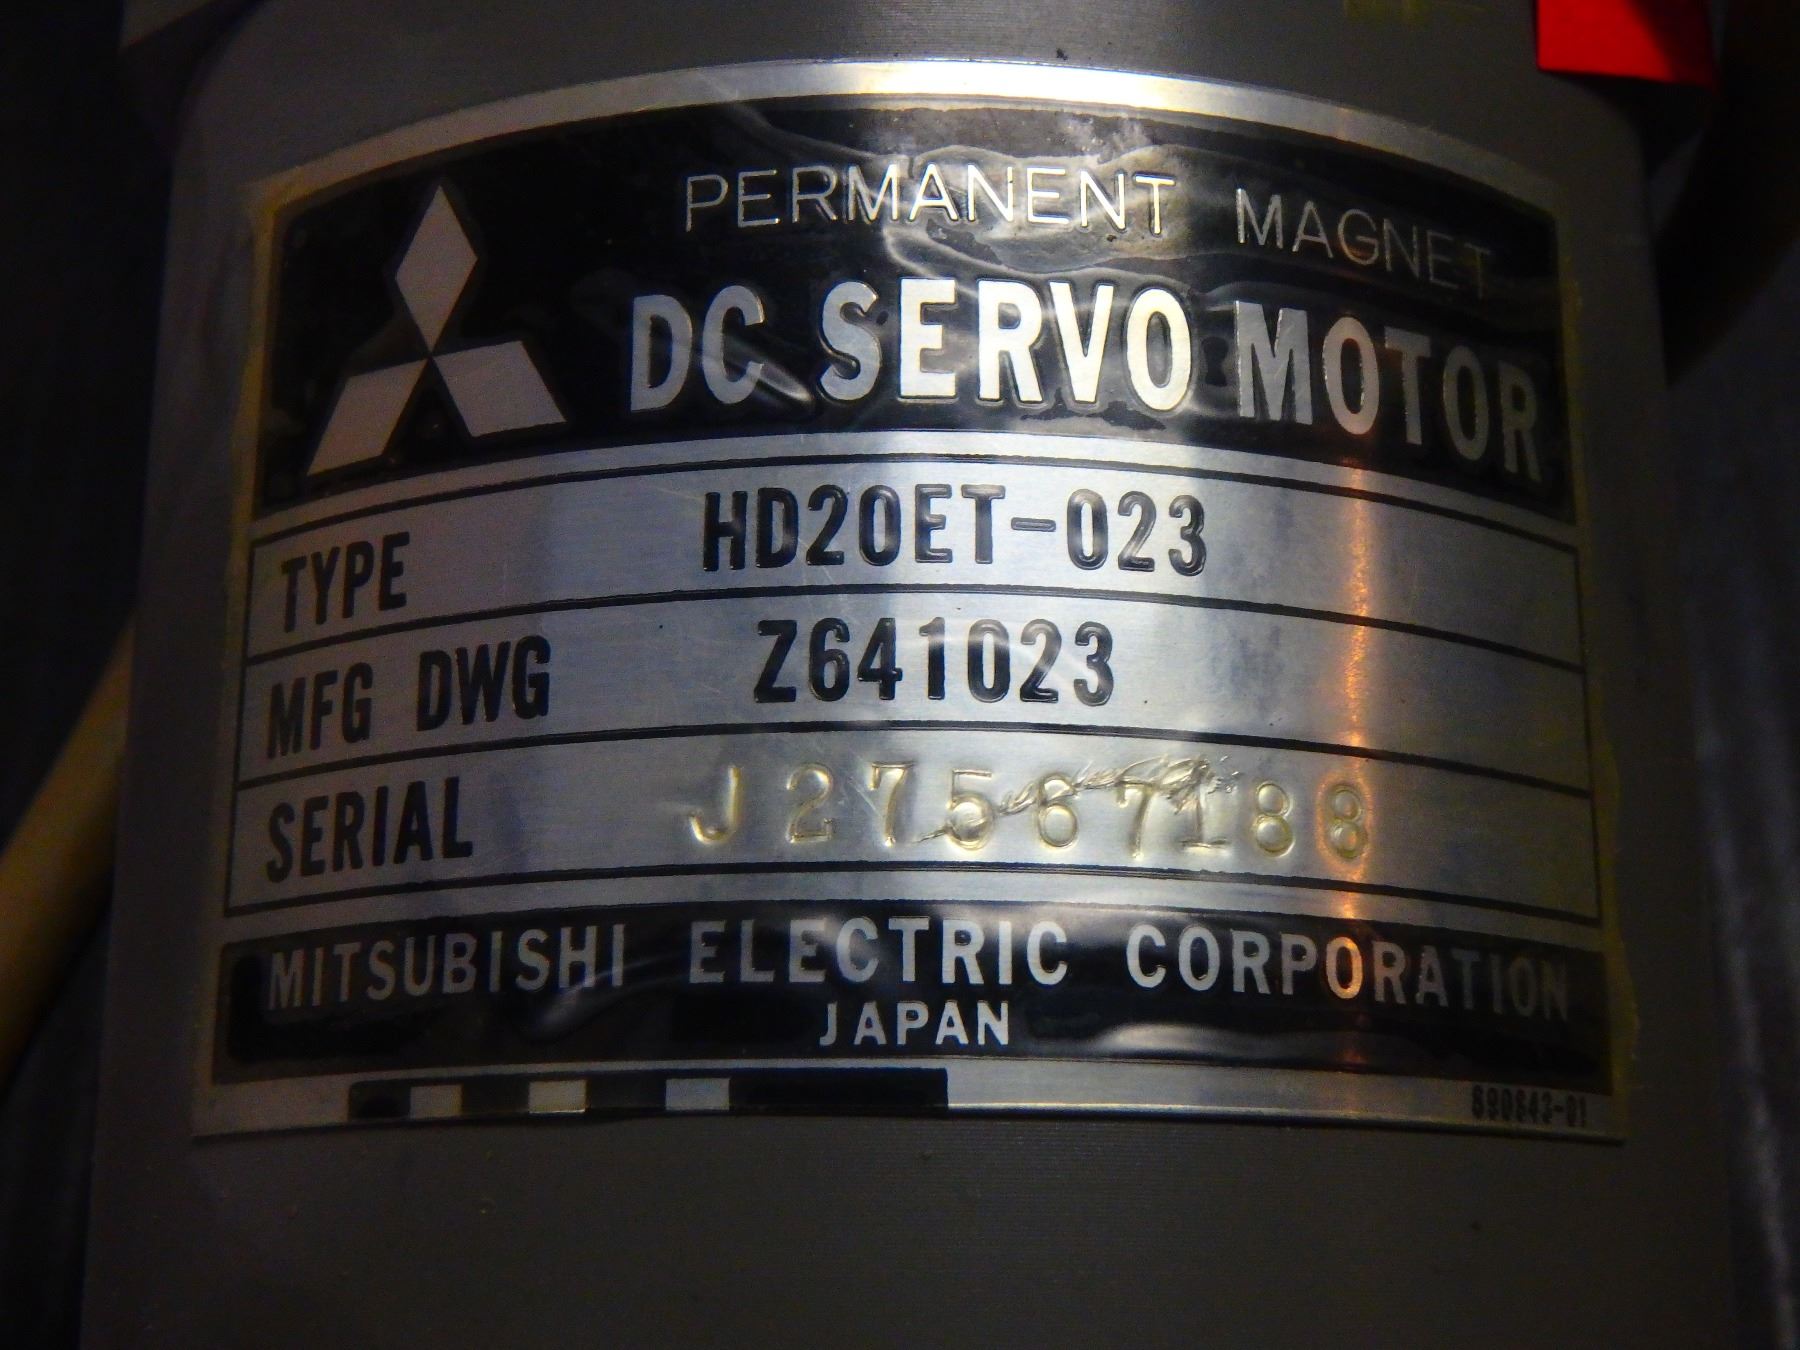 PERMANENT MAGNET
DC SERVO MOTOR
TYPE HD20ET-023
MFG DWG Z641023
SERIAL J27567188
MITSUBISHI ELECTRIC CORPORATION
JAPAN